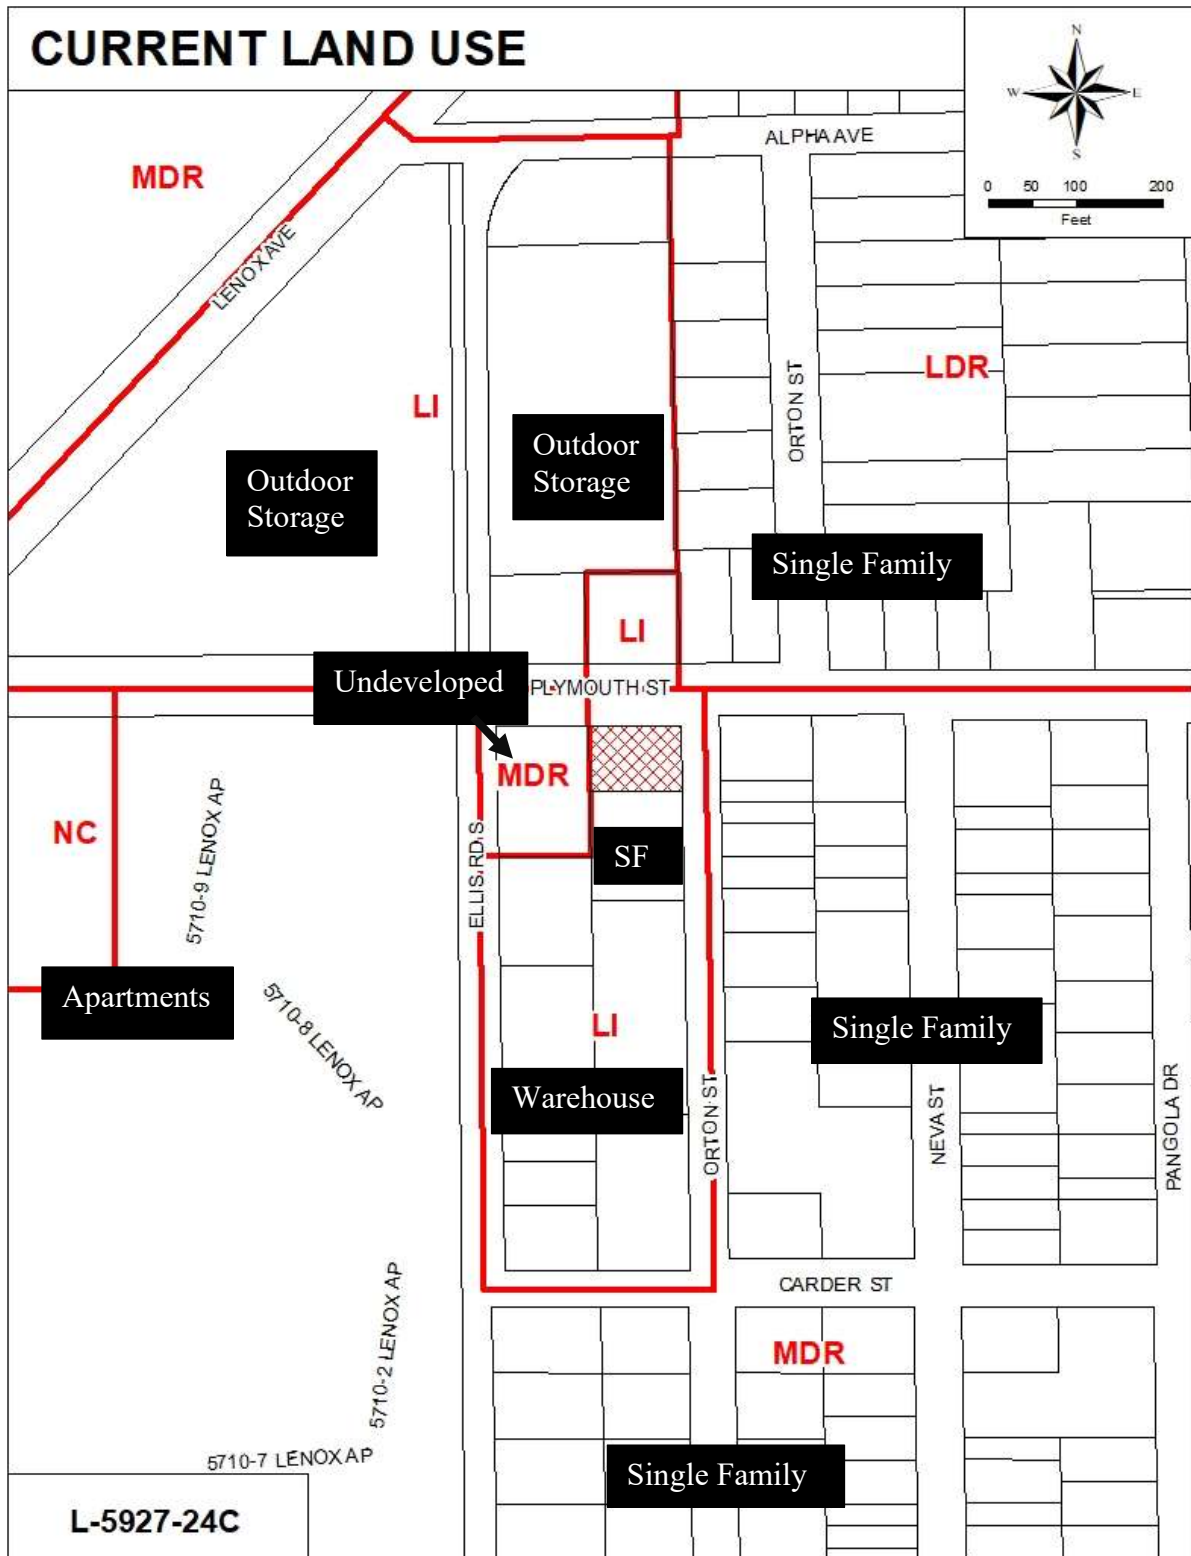 CURRENT LAND USE
N
W
E
S
0 50 100 200
Feet
ALPHA AVE
MDR
LENOX AVE
ORTON ST
LDR
LI
Outdoor
Storage
Outdoor
Storage
Single Family
LI
Undeveloped
PLYMOUTH ST
MDR
NC
5710-9 LENOX AP
ELLIS RD S
SF
Apartments
5710-8 LENOX AP
LI
Single Family
Warehouse
ORTON ST
NEVA ST
PANGOLA DR
CARDER ST
5710-2 LENOX AP
MDR
5710-7 LENOX AP
Single Family
L-5927-24C